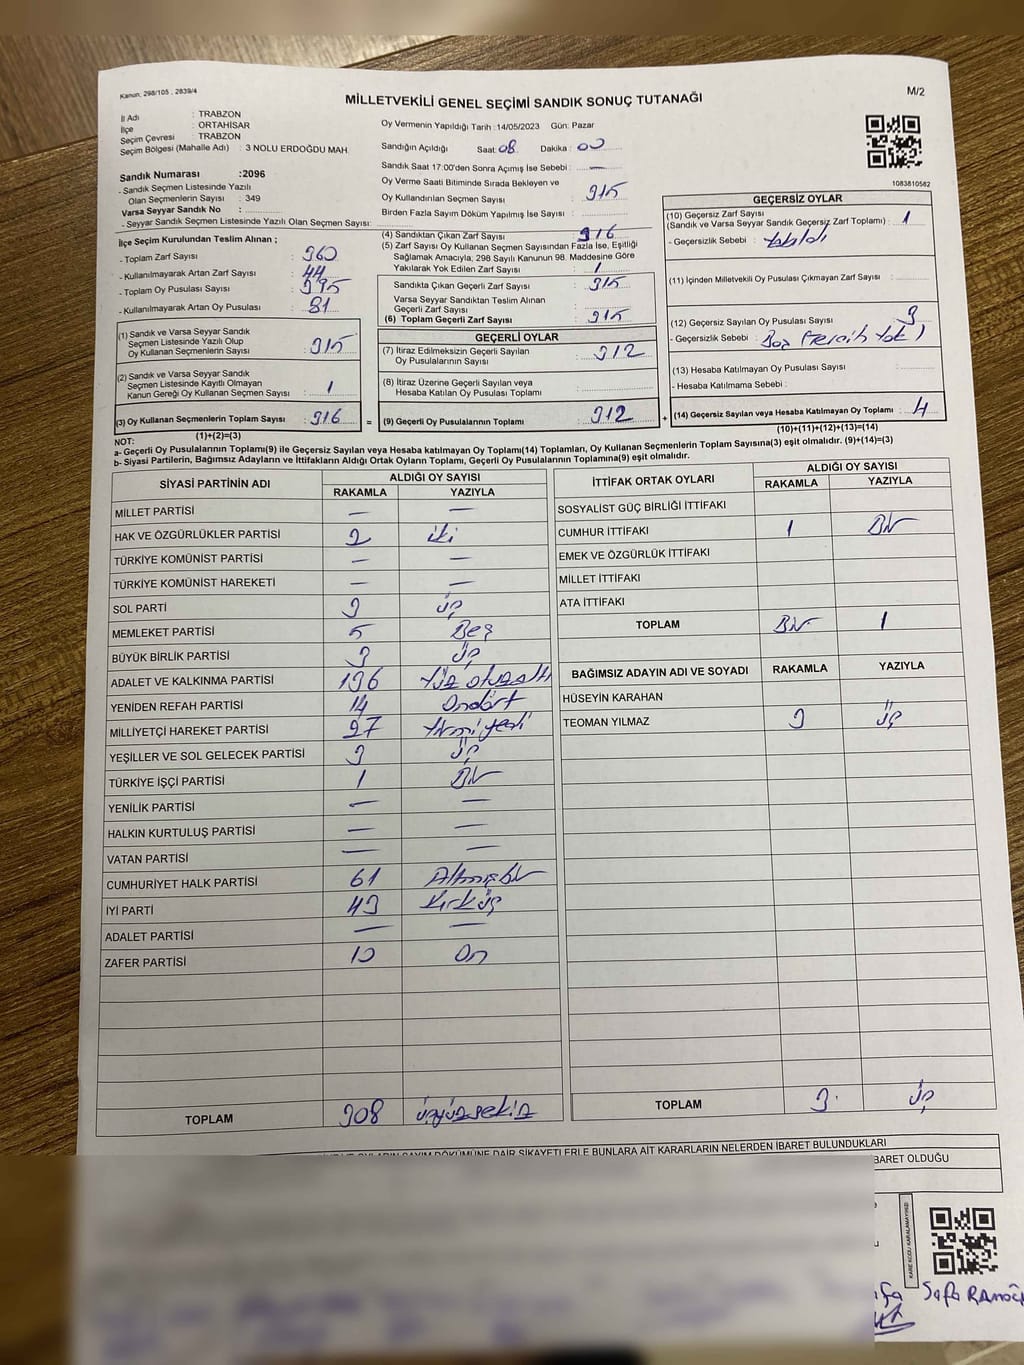 Kanun, 298/105 , 2839/4
MİLLETVEKİLİ GENEL SEÇİMİ SANDIK SONUÇ TUTANAĞI
M/2
İl Adı : TRABZON
İlçe : ORTAHİSAR
Seçim Çevresi : TRABZON
Seçim Bölgesi (Mahalle Adı) : 3 NOLU ERDOĞDU MAH.
Oy Vermenin Yapıldığı Tarih :14/05/2023 Gün: Pazar
Sandığın Açıldığı Saat :08 Dakika : 00
Sandık Saat 17:00'den Sonra Açmış İse Sebebi : —
Oy Verme Saati Bitiminde Sırada Bekleyen ve
Oy Kullandırılan Seçmen Sayısı : 315
Birden Fazla Sayım Döküm Yapılmış İse Sayısı :
1083810582
Sandık Numarası :2096
- Sandık Seçmen Listesinde Yazılı
Olan Seçmenlerin Sayısı : 349
Varsa Seyyar Sandık No :
- Seyyar Sandık Seçmen Listesinde Yazılı Olan Seçmen Sayısı:
İlçe Seçim Kurulundan Teslim Alınan ;
- Toplam Zarf Sayısı : 360
- Kullanılmayarak Artan Zarf Sayısı : 44
- Toplam Oy Pusulası Sayısı : 395
- Kullanılmayarak Artan Oy Pusulası : 81
(4) Sandıktan Çıkan Zarf Sayısı : 316
(5) Zarf Sayısı Oy Kullanan Seçmen Sayısından Fazla İse, Eşitliği
Sağlamak Amacıyla; 298 Sayılı Kanunun 98. Maddesine Göre
Yakılarak Yok Edilen Zarf Sayısı : 1
Sandıkta Çıkan Geçerli Zarf Sayısı : 315
Varsa Seyyar Sandıktan Teslim Alınan
Geçerli Zarf Sayısı :
(6) Toplam Geçerli Zarf Sayısı : 315
GEÇERSİZ OYLAR
(10) Geçersiz Zarf Sayısı
(Sandık ve Varsa Seyyar Sandık Geçersiz Zarf Toplamı) : 1
- Geçersizlik Sebebi : Yakıldı
(11) İçinden Milletvekili Oy Pusulası Çıkmayan Zarf Sayısı :
(12) Geçersiz Sayılan Oy Pusulası Sayısı : 3
- Geçersizlik Sebebi : Boş (Tercih Yok)
(13) Hesaba Katılmayan Oy Pusulası Sayısı :
- Hesaba Katılmama Sebebi :
(14) Geçersiz Sayılan veya Hesaba Katılmayan Oy Toplamı : 4
(10)+(11)+(12)+(13)=(14)
(1) Sandık ve Varsa Seyyar Sandık
Seçmen Listesinde Yazılı Olup
Oy Kullanan Seçmenlerin Sayısı : 315
(2) Sandık ve Varsa Seyyar Sandık
Seçmen Listesinde Kayıtlı Olmayan
Kanun Gereği Oy Kullanan Seçmen Sayısı : 1
(3) Oy Kullanan Seçmenlerin Toplam Sayısı : 316 =
(1)+(2)=(3)
GEÇERLİ OYLAR
(7) İtiraz Edilmeksizin Geçerli Sayılan
Oy Pusulalarının Sayısı : 312
(8) İtiraz Üzerine Geçerli Sayılan veya
Hesaba Katılan Oy Pusulası Toplamı :
(9) Geçerli Oy Pusulalarının Toplamı : 312 +
NOT:
a- Geçerli Oy Pusulalarının Toplamı(9) ile Geçersiz Sayılan veya Hesaba katılmayan Oy Toplamı(14) Toplamları, Oy Kullanan Seçmenlerin Toplam Sayısına(3) eşit olmalıdır. (9)+(14)=(3)
b- Siyasi Partilerin, Bağımsız Adayların ve İttifakların Aldığı Ortak Oyların Toplamı, Geçerli Oy Pusulalarının Toplamına(9) eşit olmalıdır.
SİYASİ PARTİNİN ADI ALDIĞI OY SAYISI
RAKAMLA YAZIYLA
MİLLET PARTİSİ — —
HAK VE ÖZGÜRLÜKLER PARTİSİ 2 iki
TÜRKİYE KOMÜNİST PARTİSİ — —
TÜRKİYE KOMÜNİST HAREKETİ — —
SOL PARTİ 3 üç
MEMLEKET PARTİSİ 5 Beş
BÜYÜK BİRLİK PARTİSİ 3 üç
ADALET VE KALKINMA PARTİSİ 136 Yüz otuzaltı
YENİDEN REFAH PARTİSİ 14 Ondört
MİLLİYETÇİ HAREKET PARTİSİ 27 Yirmiyedi
YEŞİLLER VE SOL GELECEK PARTİSİ 3 üç
TÜRKİYE İŞÇİ PARTİSİ 1 Bir
YENİLİK PARTİSİ — —
HALKIN KURTULUŞ PARTİSİ — —
VATAN PARTİSİ — —
CUMHURİYET HALK PARTİSİ 61 Altmışbir
İYİ PARTİ 43 Kırküç
ADALET PARTİSİ — —
ZAFER PARTİSİ 10 On
TOPLAM 308 üçyüzsekiz
İTTİFAK ORTAK OYLARI ALDIĞI OY SAYISI
RAKAMLA YAZIYLA
SOSYALİST GÜÇ BİRLİĞİ İTTİFAKI
CUMHUR İTTİFAKI 1 Bir
EMEK VE ÖZGÜRLÜK İTTİFAKI
MİLLET İTTİFAKI
ATA İTTİFAKI
TOPLAM Bir 1
BAĞIMSIZ ADAYIN ADI VE SOYADI RAKAMLA YAZIYLA
HÜSEYİN KARAHAN
TEOMAN YILMAZ 3 üç
TOPLAM 3 üç
OYLARIN SAYIM DÖKÜMÜNE DAİR ŞİKAYETLERLE BUNLARA AİT KARARLARIN NELERDEN İBARET BULUNDUKLARI
BARET OLDUĞU
KARE KODU KARALAMAYINIZ!